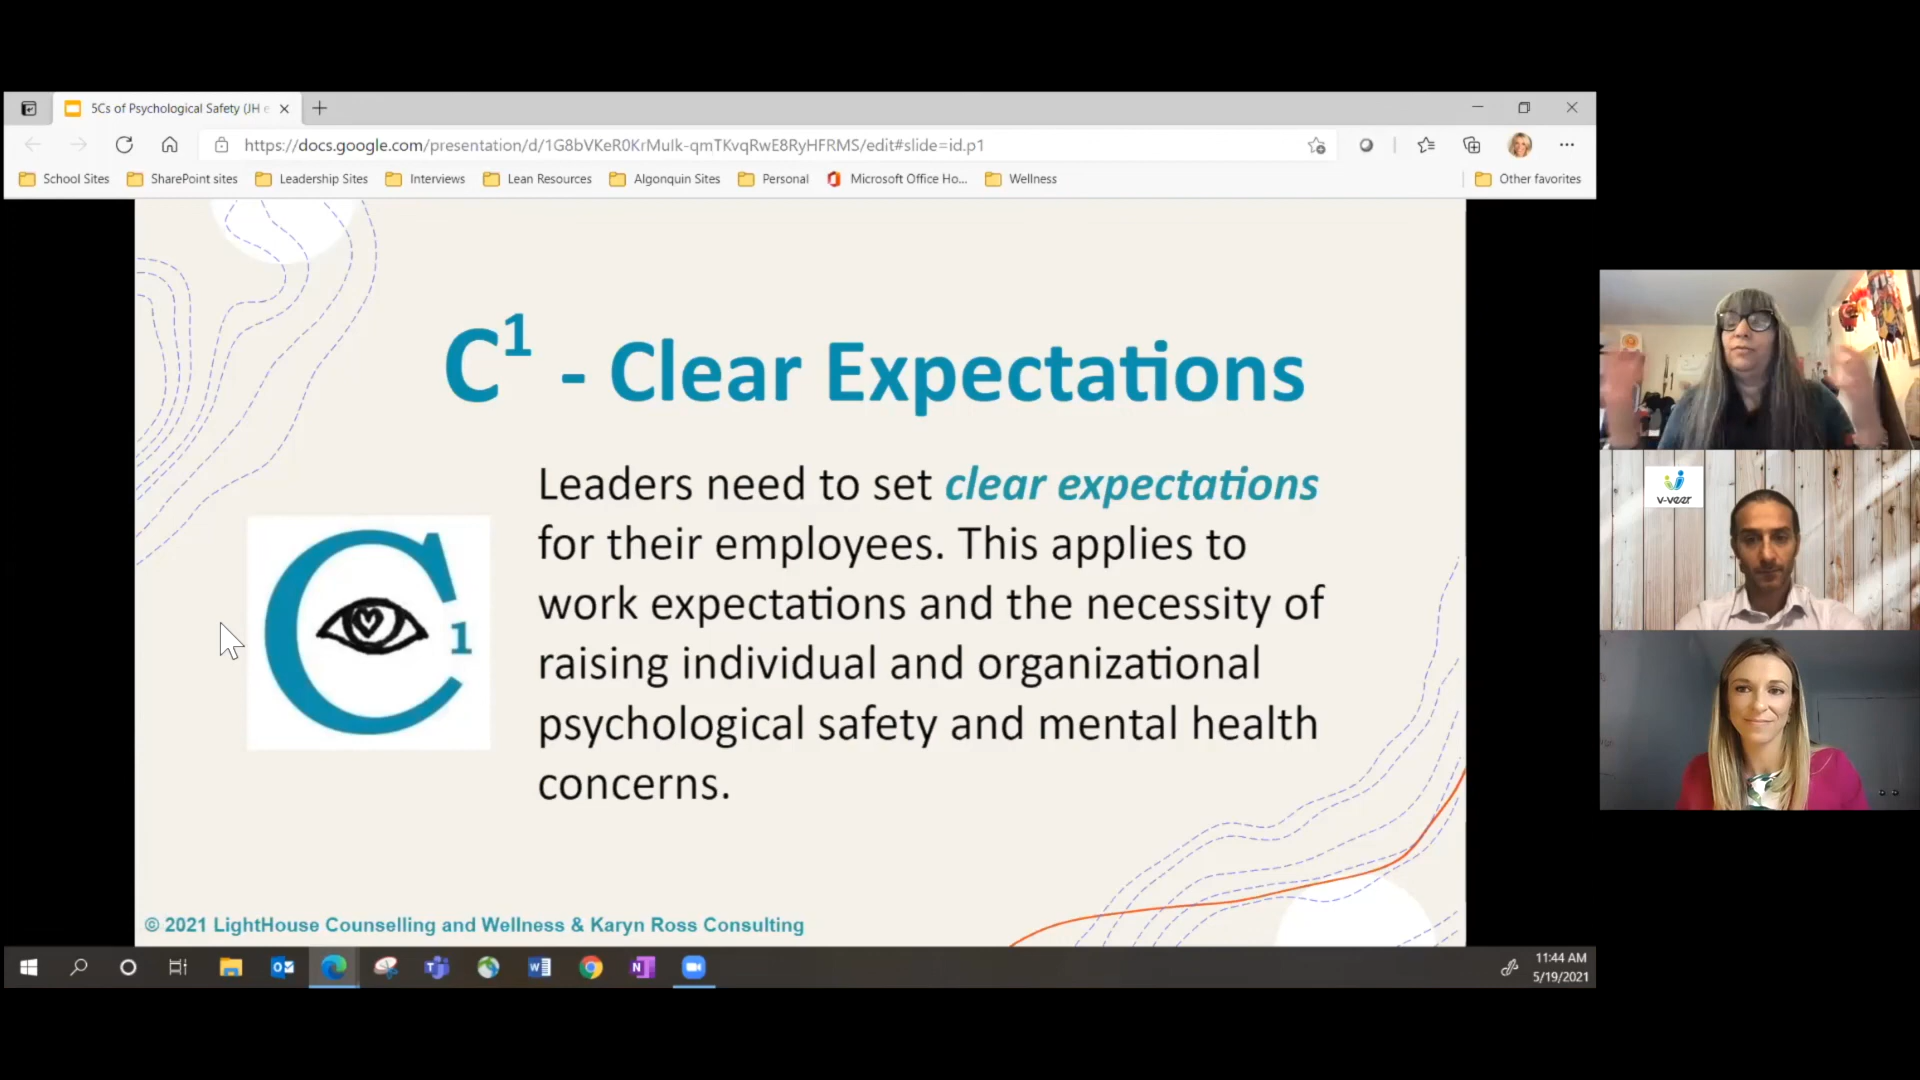 5Cs of Psychological Safety (JH e
https://docs.google.com/presentation/d/1G8bVKeR0KrMulk-qmTKvqRwE8RyHFRMS/edit#slide=id.p1
School Sites SharePoint sites Leadership Sites Interviews Lean Resources Algonquin Sites Personal Microsoft Office Ho... Wellness Other favorites
C¹ - Clear Expectations
Leaders need to set clear expectations
for their employees. This applies to
work expectations and the necessity of
raising individual and organizational
psychological safety and mental health
concerns.
C 1
© 2021 LightHouse Counselling and Wellness & Karyn Ross Consulting
v-veer
11:44 AM
5/19/2021